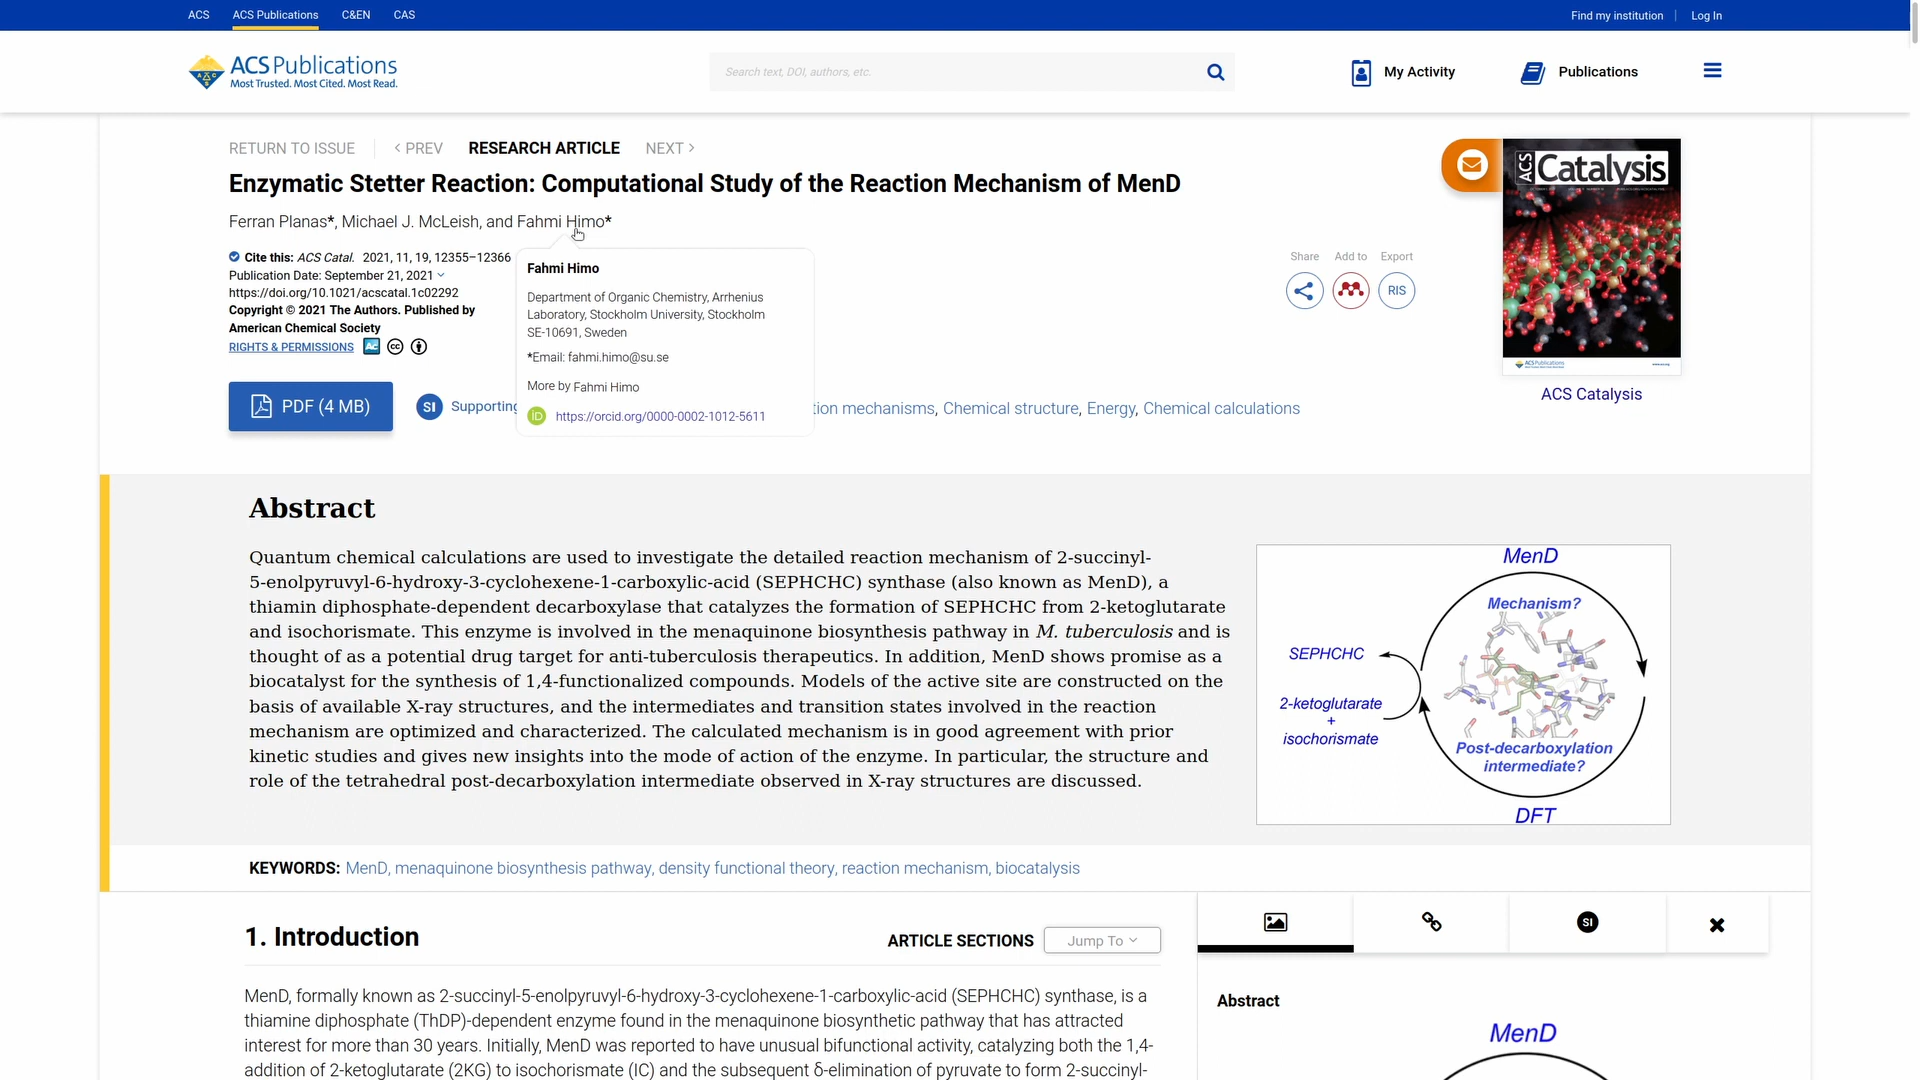 ACS ACS Publications C&EN CAS Find my institution Log In
ACS Publications
Most Trusted. Most Cited. Most Read.
Search text, DOI, authors, etc.
My Activity Publications
RETURN TO ISSUE < PREV RESEARCH ARTICLE NEXT >
Enzymatic Stetter Reaction: Computational Study of the Reaction Mechanism of MenD
Ferran Planas*, Michael J. McLeish, and Fahmi Himo*
Cite this: ACS Catal. 2021, 11, 19, 12355–12366
Publication Date: September 21, 2021
https://doi.org/10.1021/acscatal.1c02292
Copyright © 2021 The Authors. Published by
American Chemical Society
RIGHTS & PERMISSIONS
Fahmi Himo
Department of Organic Chemistry, Arrhenius
Laboratory, Stockholm University, Stockholm
SE-10691, Sweden
*Email: fahmi.himo@su.se
More by Fahmi Himo
iD https://orcid.org/0000-0002-1012-5611
Share Add to Export
RIS
ACS Catalysis
ACS Publications
ACS Catalysis
PDF (4 MB) SI Supporting tion mechanisms, Chemical structure, Energy, Chemical calculations
Abstract
Quantum chemical calculations are used to investigate the detailed reaction mechanism of 2-succinyl-
5-enolpyruvyl-6-hydroxy-3-cyclohexene-1-carboxylic-acid (SEPHCHC) synthase (also known as MenD), a
thiamin diphosphate-dependent decarboxylase that catalyzes the formation of SEPHCHC from 2-ketoglutarate
and isochorismate. This enzyme is involved in the menaquinone biosynthesis pathway in M. tuberculosis and is
thought of as a potential drug target for anti-tuberculosis therapeutics. In addition, MenD shows promise as a
biocatalyst for the synthesis of 1,4-functionalized compounds. Models of the active site are constructed on the
basis of available X-ray structures, and the intermediates and transition states involved in the reaction
mechanism are optimized and characterized. The calculated mechanism is in good agreement with prior
kinetic studies and gives new insights into the mode of action of the enzyme. In particular, the structure and
role of the tetrahedral post-decarboxylation intermediate observed in X-ray structures are discussed.
MenD
Mechanism?
SEPHCHC
2-ketoglutarate
+
isochorismate
Post-decarboxylation
intermediate?
DFT
KEYWORDS: MenD, menaquinone biosynthesis pathway, density functional theory, reaction mechanism, biocatalysis
1. Introduction
ARTICLE SECTIONS Jump To
MenD, formally known as 2-succinyl-5-enolpyruvyl-6-hydroxy-3-cyclohexene-1-carboxylic-acid (SEPHCHC) synthase, is a
thiamine diphosphate (ThDP)-dependent enzyme found in the menaquinone biosynthetic pathway that has attracted
interest for more than 30 years. Initially, MenD was reported to have unusual bifunctional activity, catalyzing both the 1,4-
addition of 2-ketoglutarate (2KG) to isochorismate (IC) and the subsequent δ-elimination of pyruvate to form 2-succinyl-
SI
Abstract
MenD